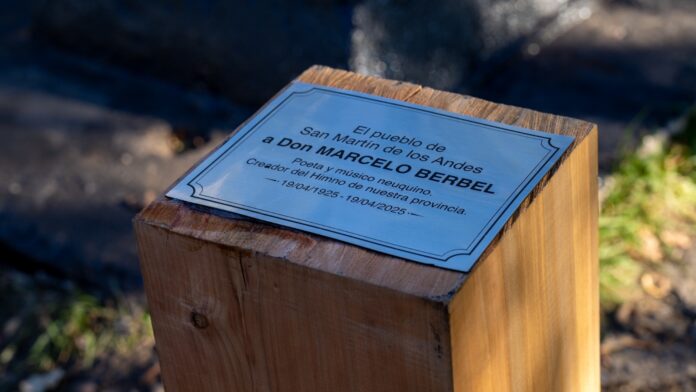 El pueblo de
San Martín de los Andes
a Don MARCELO BERBEL
Poeta y músico neuquino.
Creador del Himno de nuestra provincia.
19/04/1925 - 19/04/2025